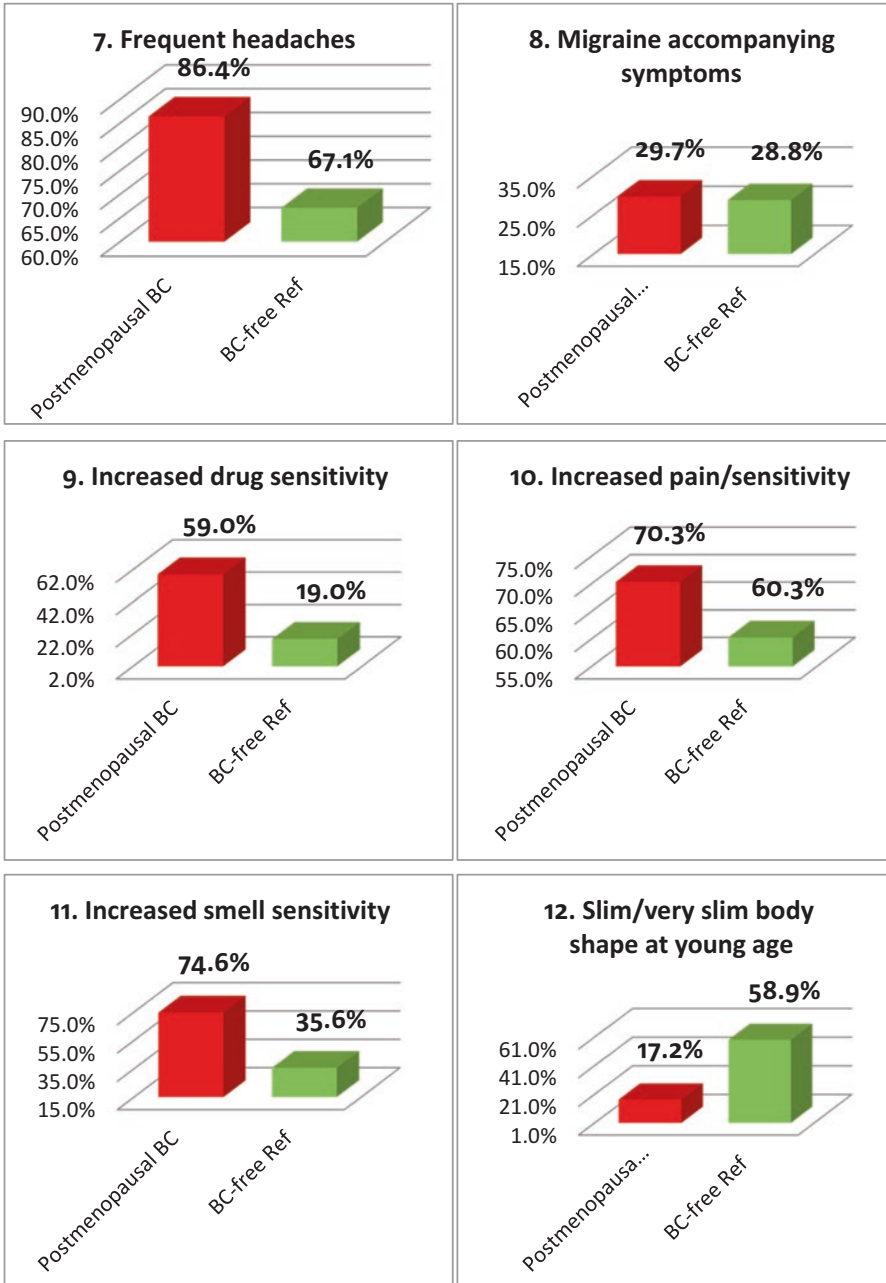 7. Frequent headaches
86.4%
67.1%
90.0%
85.0%
80.0%
75.0%
70.0%
65.0%
60.0%
Postmenopausal BC
BC-free Ref
8. Migraine accompanying
symptoms
29.7%
28.8%
35.0%
25.0%
15.0%
Postmenopausal...
BC-free Ref
9. Increased drug sensitivity
59.0%
19.0%
62.0%
42.0%
22.0%
2.0%
Postmenopausal BC
BC-free Ref
10. Increased pain/sensitivity
70.3%
60.3%
75.0%
70.0%
65.0%
60.0%
55.0%
Postmenopausal BC
BC-free Ref
11. Increased smell sensitivity
74.6%
35.6%
75.0%
55.0%
35.0%
15.0%
Postmenopausal BC
BC-free Ref
12. Slim/very slim body
shape at young age
58.9%
17.2%
61.0%
41.0%
21.0%
1.0%
Postmenopausa...
BC-free Ref